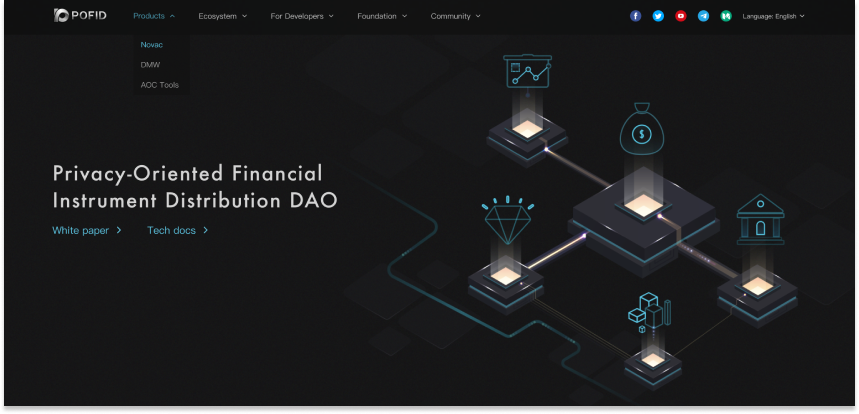 POFID
Products
Ecosystem
For Developers
Foundation
Community
f
Language: English
Novac
DMW
AOC Tools
$
Privacy-Oriented Financial
Instrument Distribution DAO
White paper
Tech docs